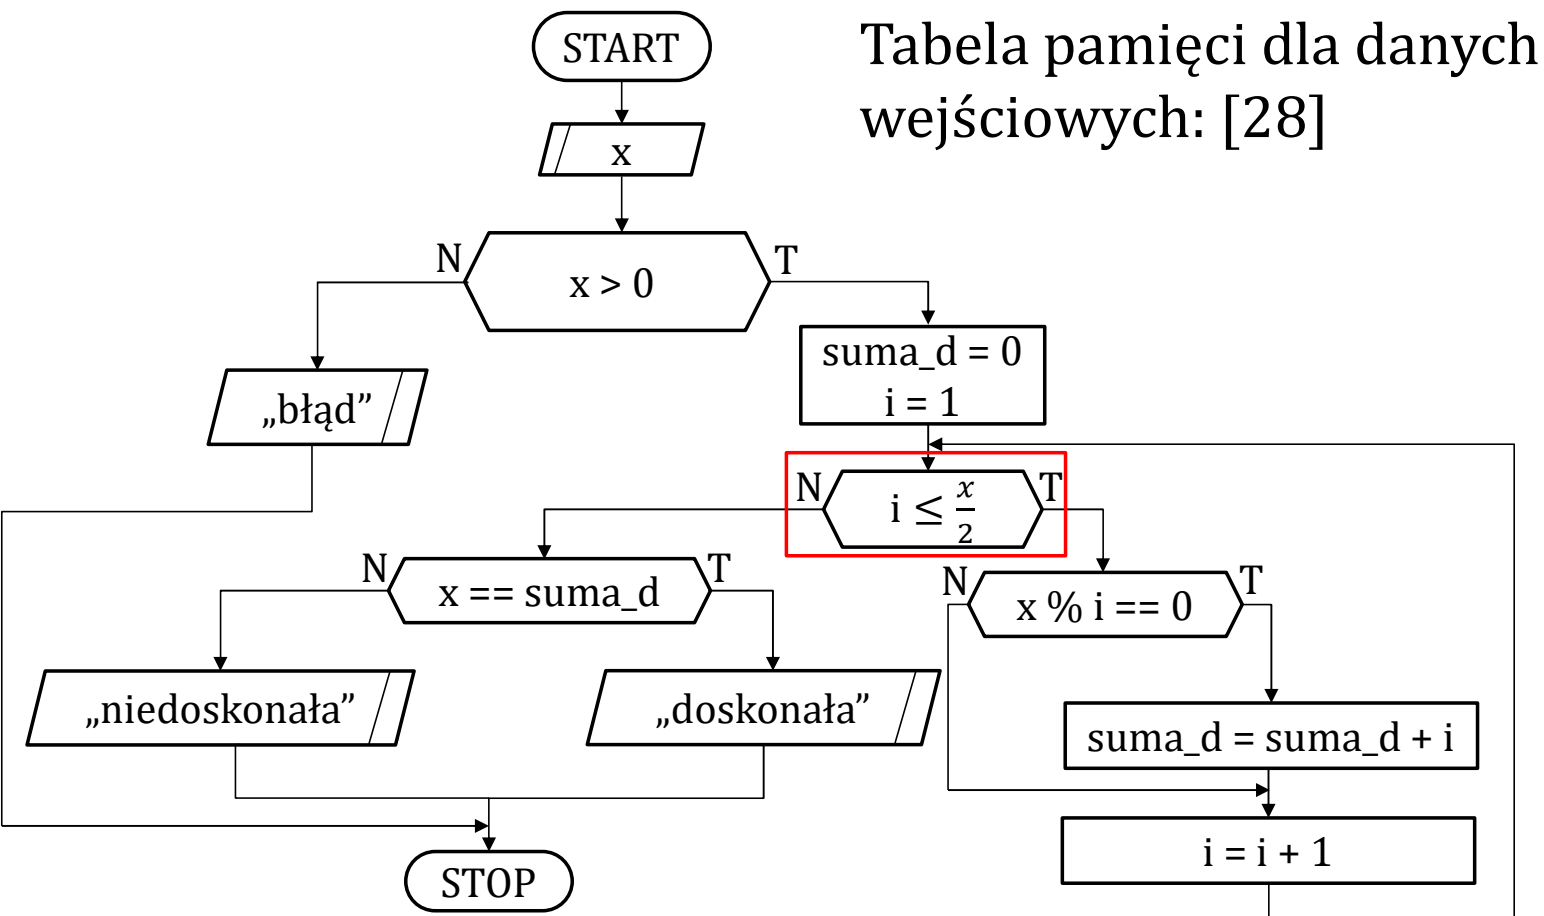 START
Tabela pamięci dla danych
wejściowych: [28]
x
N
x > 0
T
suma_d = 0
i = 1
„błąd”
N
i ≤ x/2
T
N
x == suma_d
T
N
x % i == 0
T
„niedoskonała”
„doskonała”
suma_d = suma_d + i
i = i + 1
STOP